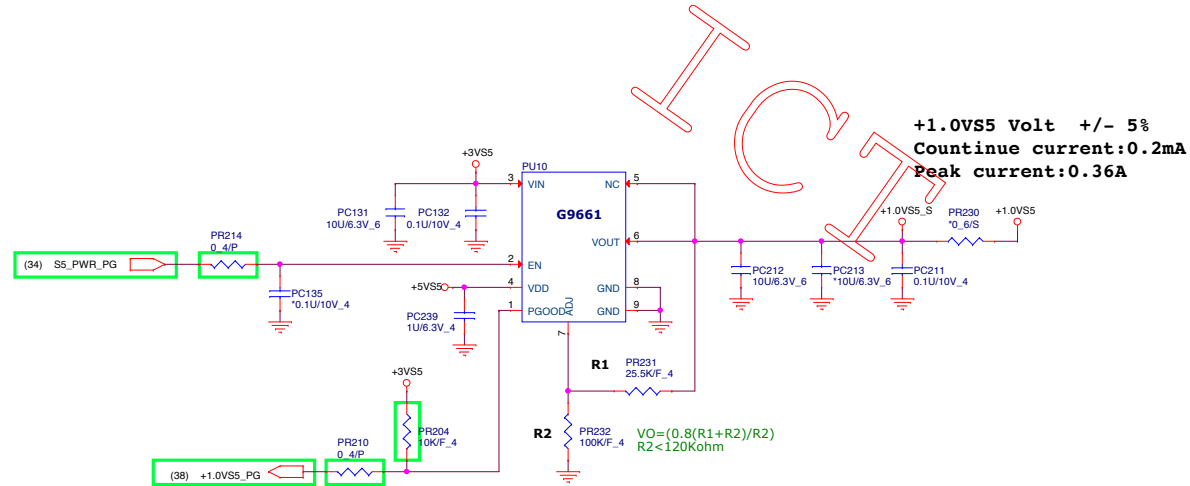 ICT
+1.0VS5 Volt +/- 5%
Countinue current:0.2mA
Peak current:0.36A
+3VS5
PU10
3
VIN
NC
5
G9661
PC131
10U/6.3V_6
PC132
0.1U/10V_4
+1.0VS5_S
PR230
*0_6/S
+1.0VS5
VOUT
6
PR214
0_4/P
(34) S5_PWR_PG
2
EN
PC212
10U/6.3V_6
PC213
*10U/6.3V_6
PC211
0.1U/10V_4
PC135
*0.1U/10V_4
+5VS5
4
VDD
GND
8
1
PGOOD
ADJ
GND
9
PC239
1U/6.3V_4
7
R1
PR231
25.5K/F_4
+3VS5
PR204
10K/F_4
R2
PR232
100K/F_4
VO=(0.8(R1+R2)/R2)
R2<120Kohm
PR210
0_4/P
(38) +1.0VS5_PG